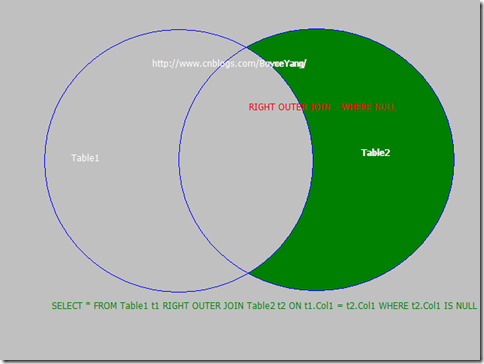 http://www.cnblogs.com/BoyceYang/
RIGHT OUTER JOIN - WHERE NULL
Table1
Table2
SELECT * FROM Table1 t1 RIGHT OUTER JOIN Table2 t2 ON t1.Col1 = t2.Col1 WHERE t2.Col1 IS NULL